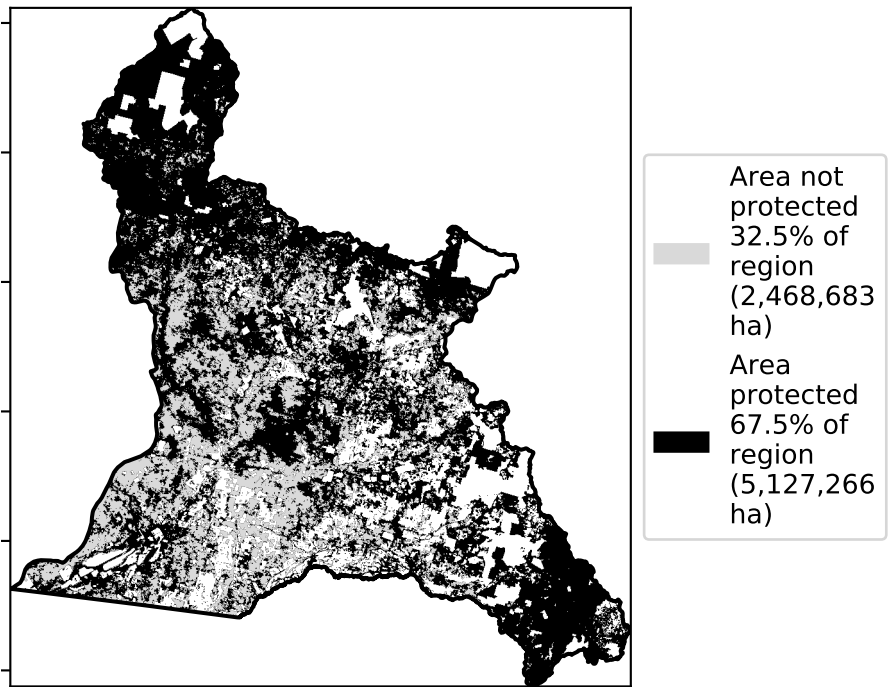 Area not
protected
32.5% of
region
(2,468,683
ha)
Area
protected
67.5% of
region
(5,127,266
ha)